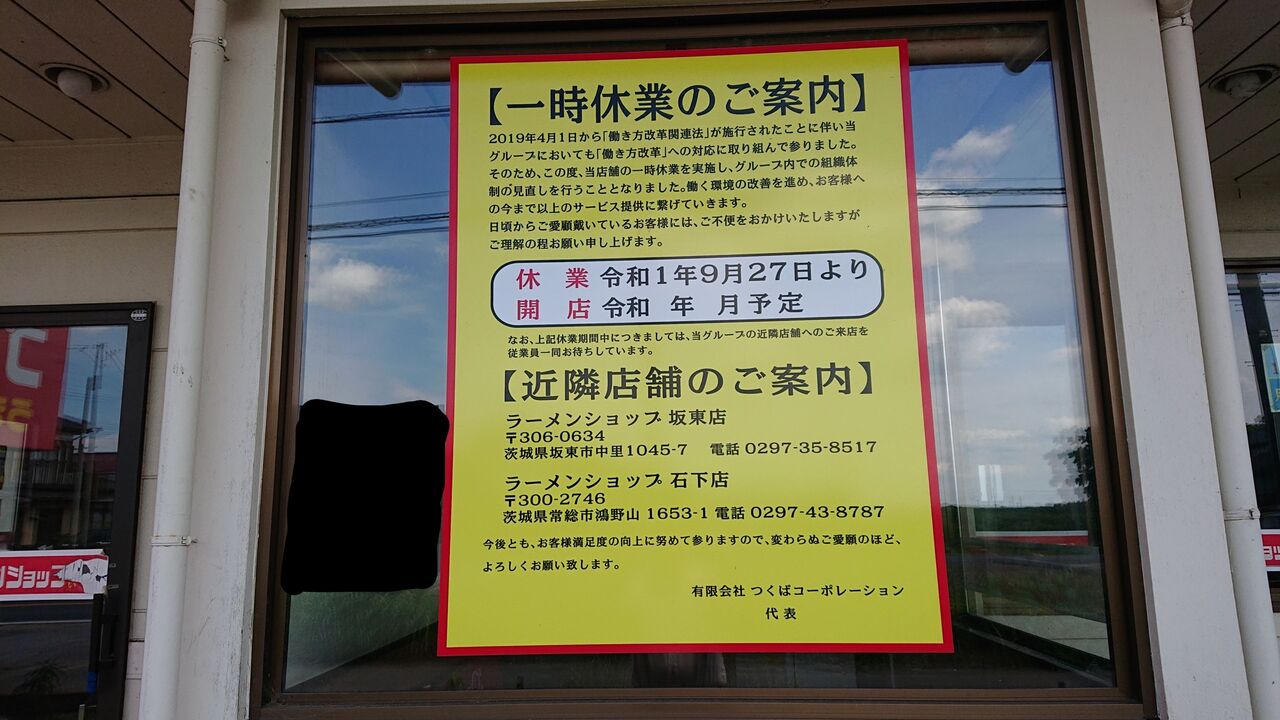 【一時休業のご案内】
2019年4月1日から「働き方改革関連法」が施行されたことに伴い当
グループにおいても「働き方改革」への対応に取り組んで参りました。
そのため、この度、当店舗の一時休業を実施し、グループ内での組織体
制の見直しを行うこととなりました。働く環境の改善を進め、お客様へ
の今まで以上のサービス提供に繋げていきます。
日頃からご愛顧戴いているお客様には、ご不便をおかけいたしますが
ご理解の程お願い申し上げます。
休 業 令和1年9月27日より
開 店 令和 年 月予定
なお、上記休業期間中につきましては、当グループの近隣店舗へのご来店を
従業員一同お待ちしています。
【近隣店舗のご案内】
ラーメンショップ 坂東店
〒306-0634
茨城県坂東市中里1045-7 電話 0297-35-8517
ラーメンショップ 石下店
〒300-2746
茨城県常総市鴻野山 1653-1 電話 0297-43-8787
今後とも、お客様満足度の向上に努めて参りますので、変わらぬご愛顧のほど、
よろしくお願い致します。
有限会社 つくばコーポレーション
代 表
ショップ